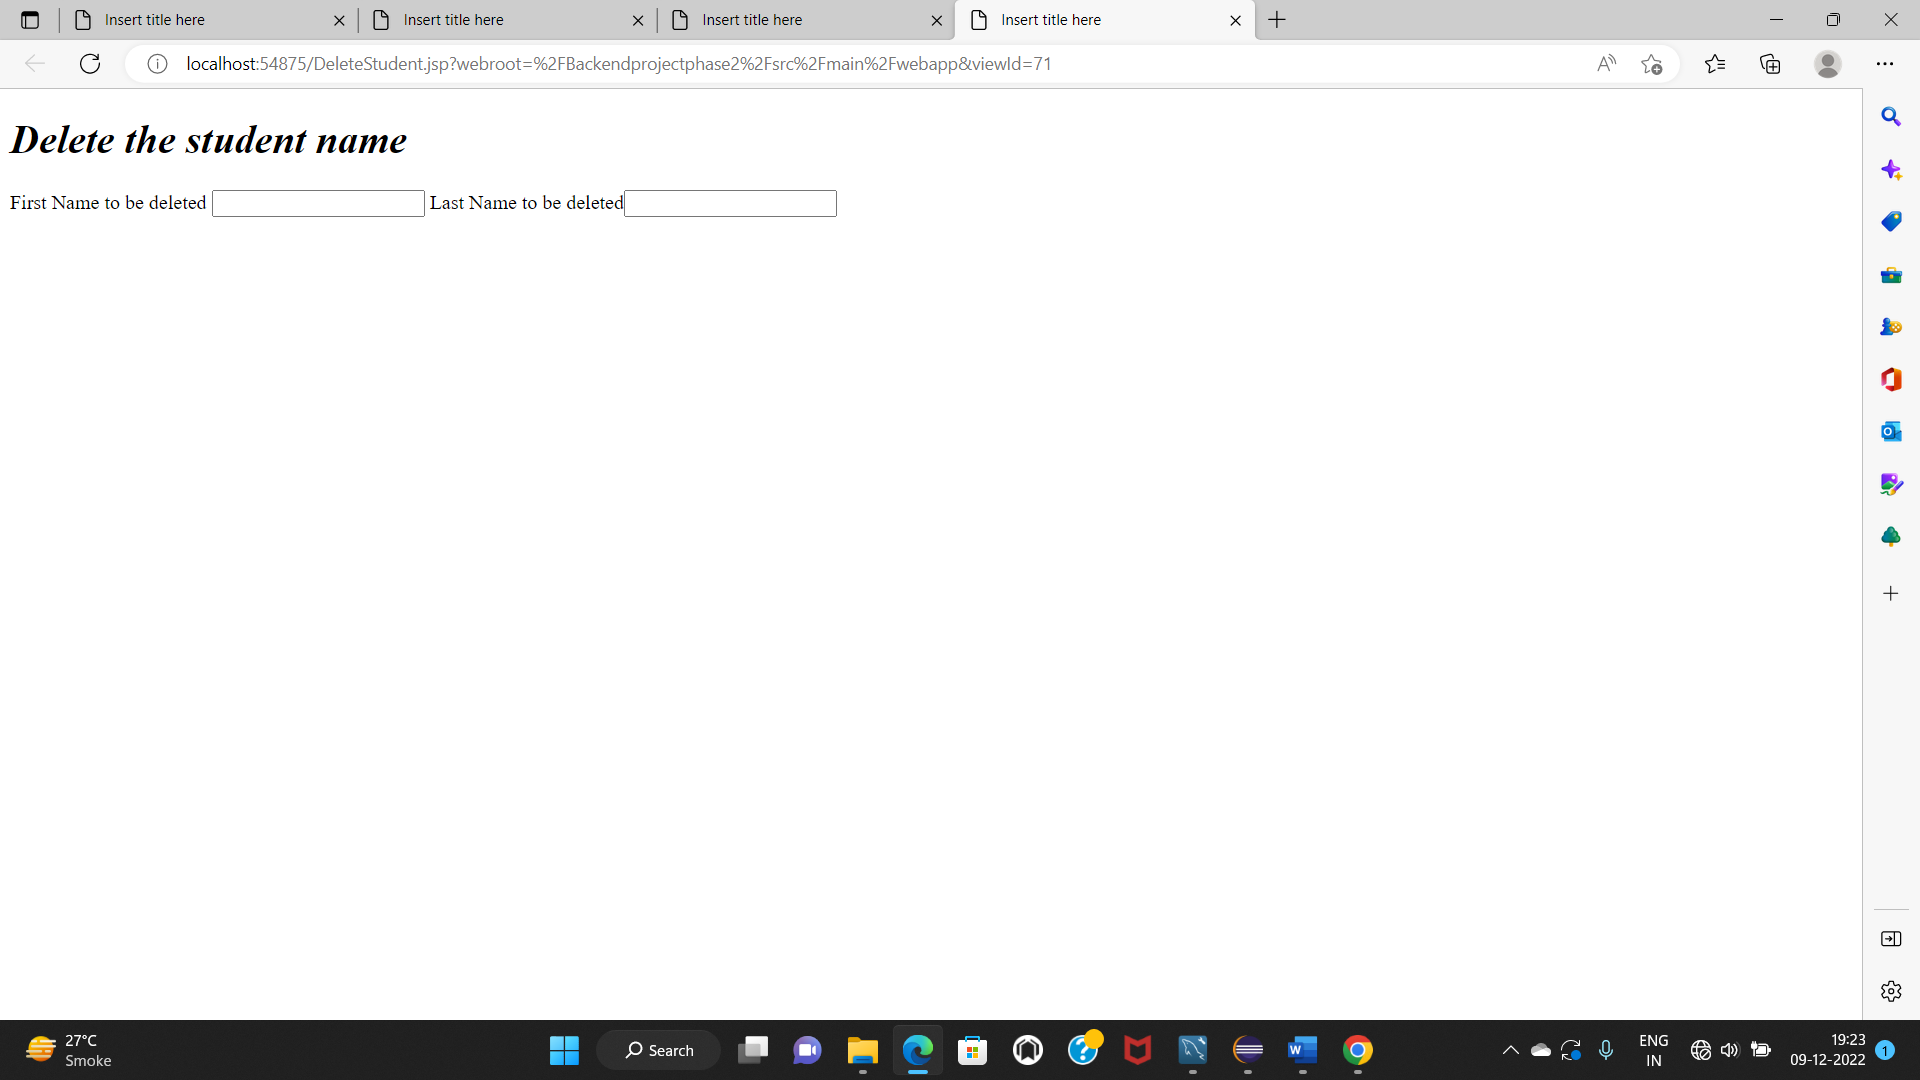 Insert title here
Insert title here
Insert title here
Insert title here
localhost:54875/DeleteStudent.jsp?webroot=%2FBackendprojectphase2%2Fsrc%2Fmain%2Fwebapp&viewId=71
Delete the student name
First Name to be deleted Last Name to be deleted
27°C
Smoke
Search
ENG
IN
19:23
09-12-2022
1